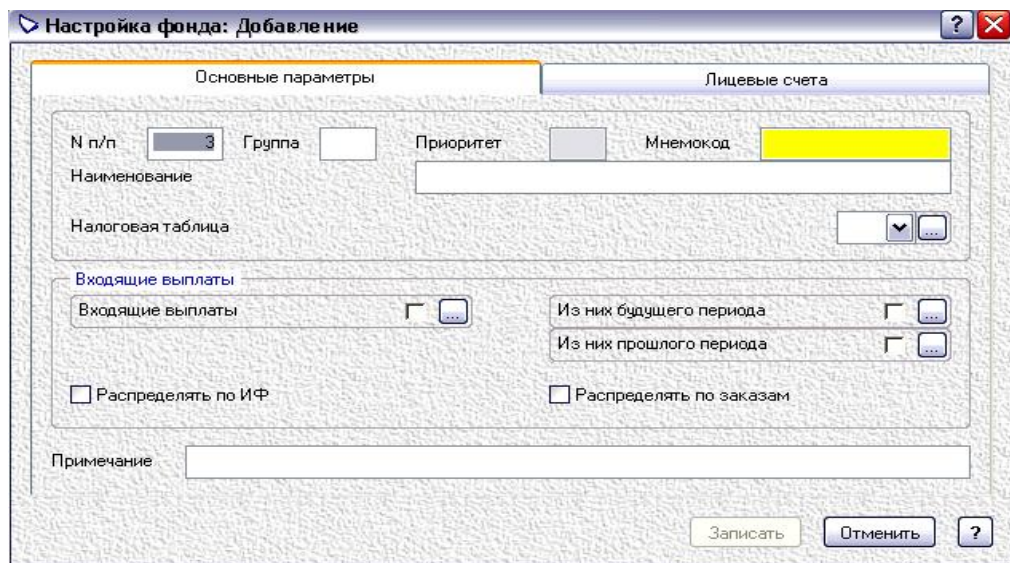 Настройка фонда: Добавление
Основные параметры Лицевые счета
N п/п 3 Группа Приоритет Мнемокод
Наименование
Налоговая таблица ...
Входящие выплаты
Входящие выплаты ... Из них будущего периода ...
Из них прошлого периода ...
Распределять по ИФ Распределять по заказам
Примечание
Записать Отменить ?